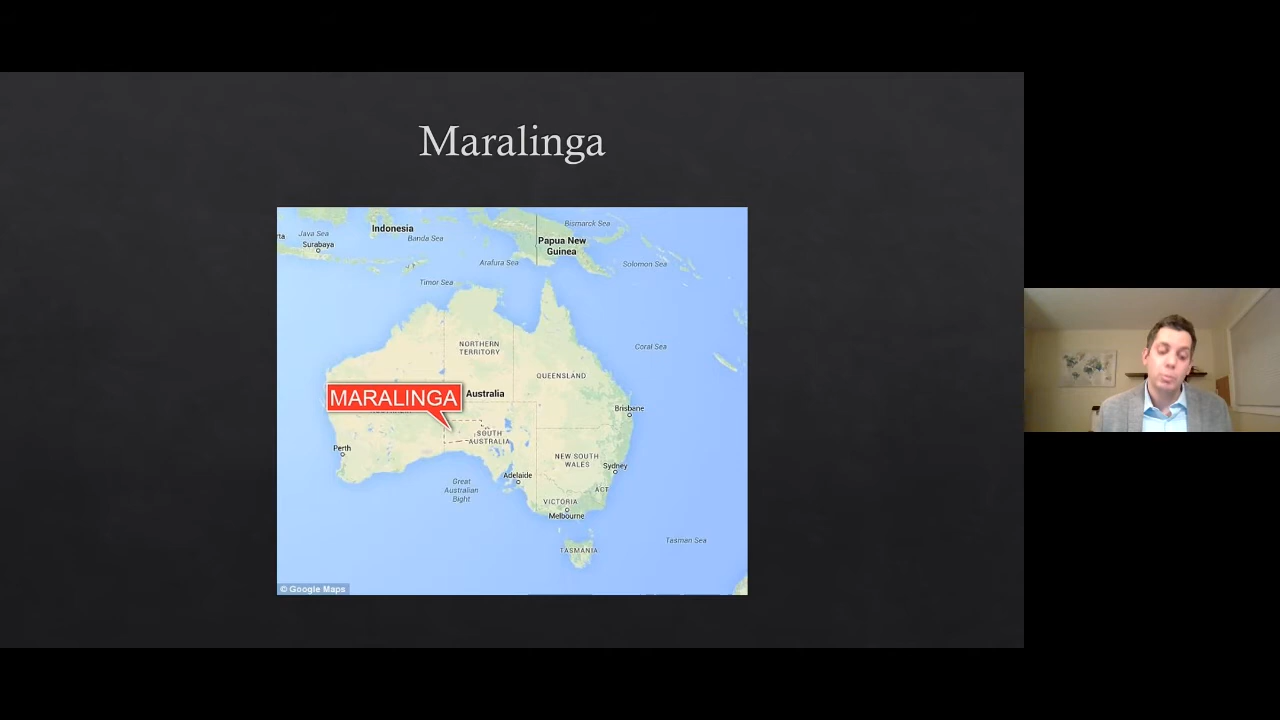 Maralinga
Bismarck Sea
Indonesia
Java Sea
Banda Sea
Surabaya
Papua New
Guinea
Arafura Sea
Solomon Sea
Timor Sea
NORTHERN
TERRITORY
Coral Sea
QUEENSLAND
MARALINGA
Australia
Brisbane
SOUTH
AUSTRALIA
Perth
NEW SOUTH
WALES
Sydney
Adelaide
Great
Australian
Bight
ACT
VICTORIA
Melbourne
Tasman Sea
TASMANIA
© Google Maps